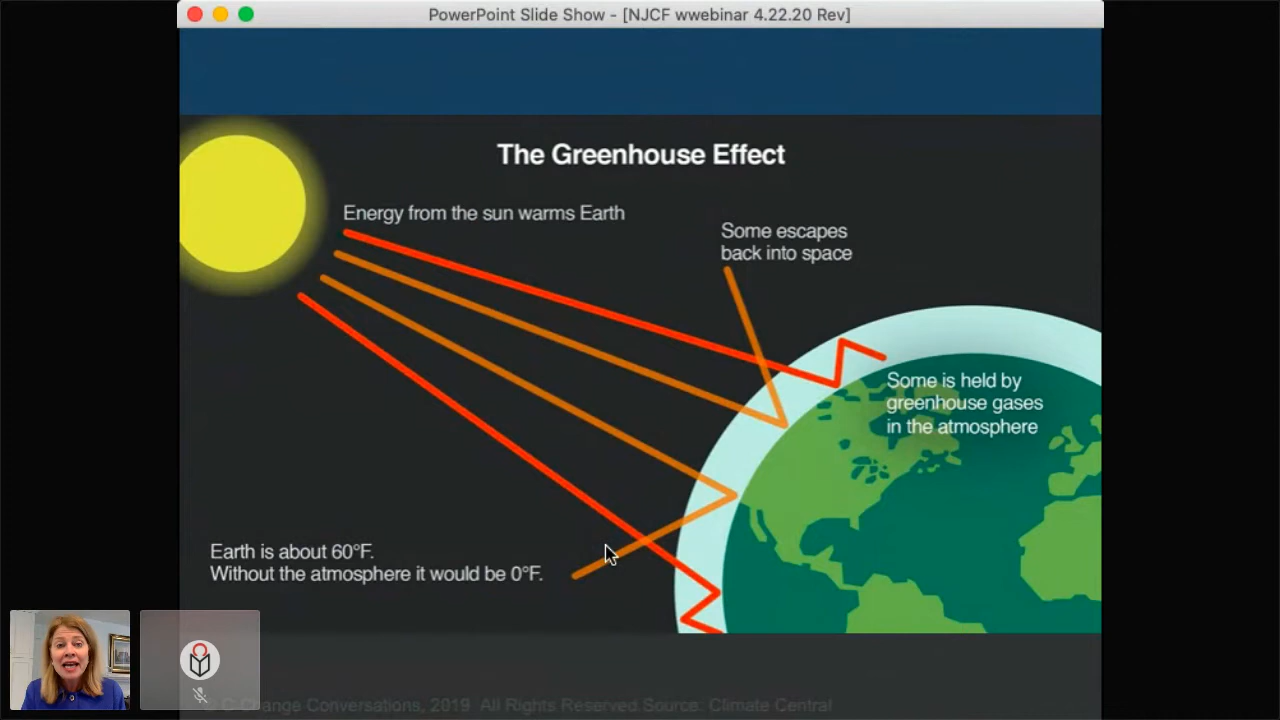 PowerPoint Slide Show - [NJCF wwebinar 4.22.20 Rev]
The Greenhouse Effect
Energy from the sun warms Earth
Some escapes
back into space
Some is held by
greenhouse gases
in the atmosphere
Earth is about 60°F.
Without the atmosphere it would be 0°F.
© C-Change Conversations, 2019 All Rights Reserved Source: Climate Central